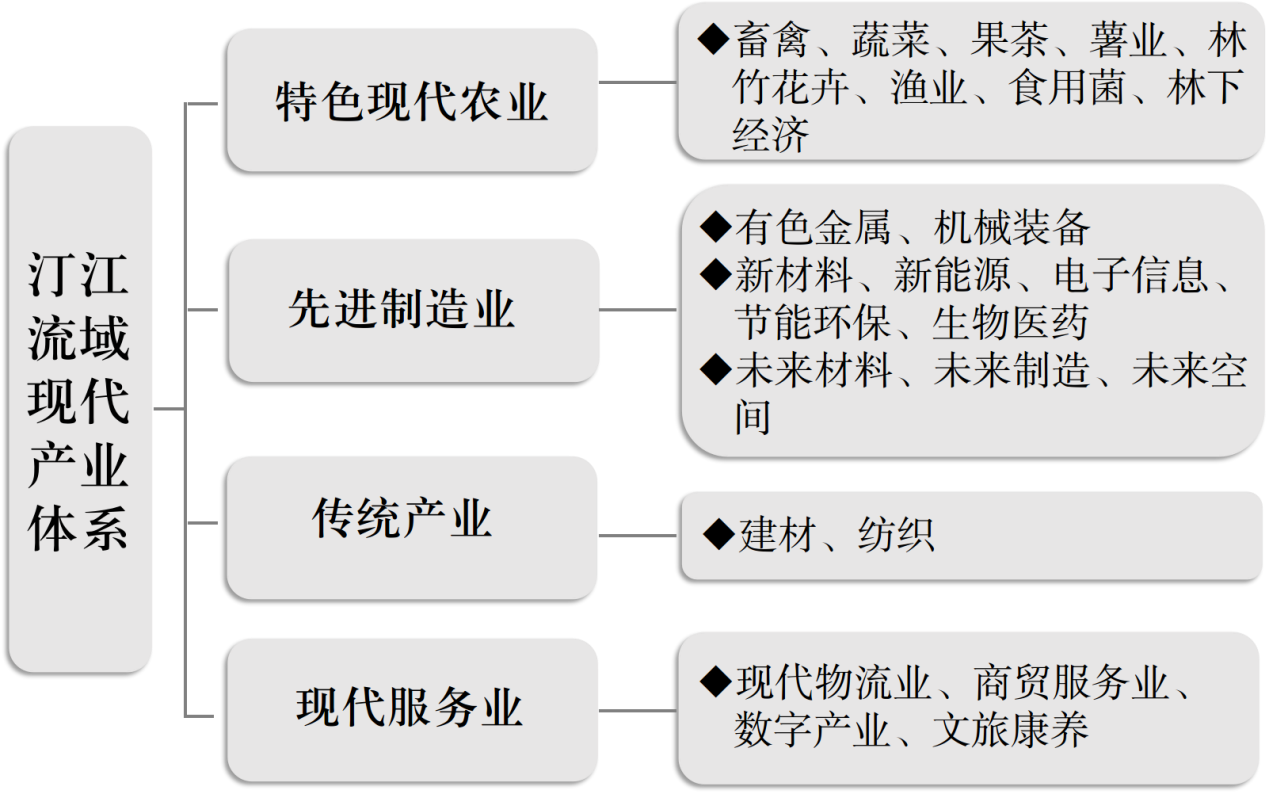 汀江
流域
现代
产业
体系
特色现代农业
◆畜禽、蔬菜、果茶、薯业、林
竹花卉、渔业、食用菌、林下
经济
先进制造业
◆有色金属、机械装备
◆新材料、新能源、电子信息、
节能环保、生物医药
◆未来材料、未来制造、未来空
间
传统产业
◆建材、纺织
现代服务业
◆现代物流业、商贸服务业、
数字产业、文旅康养